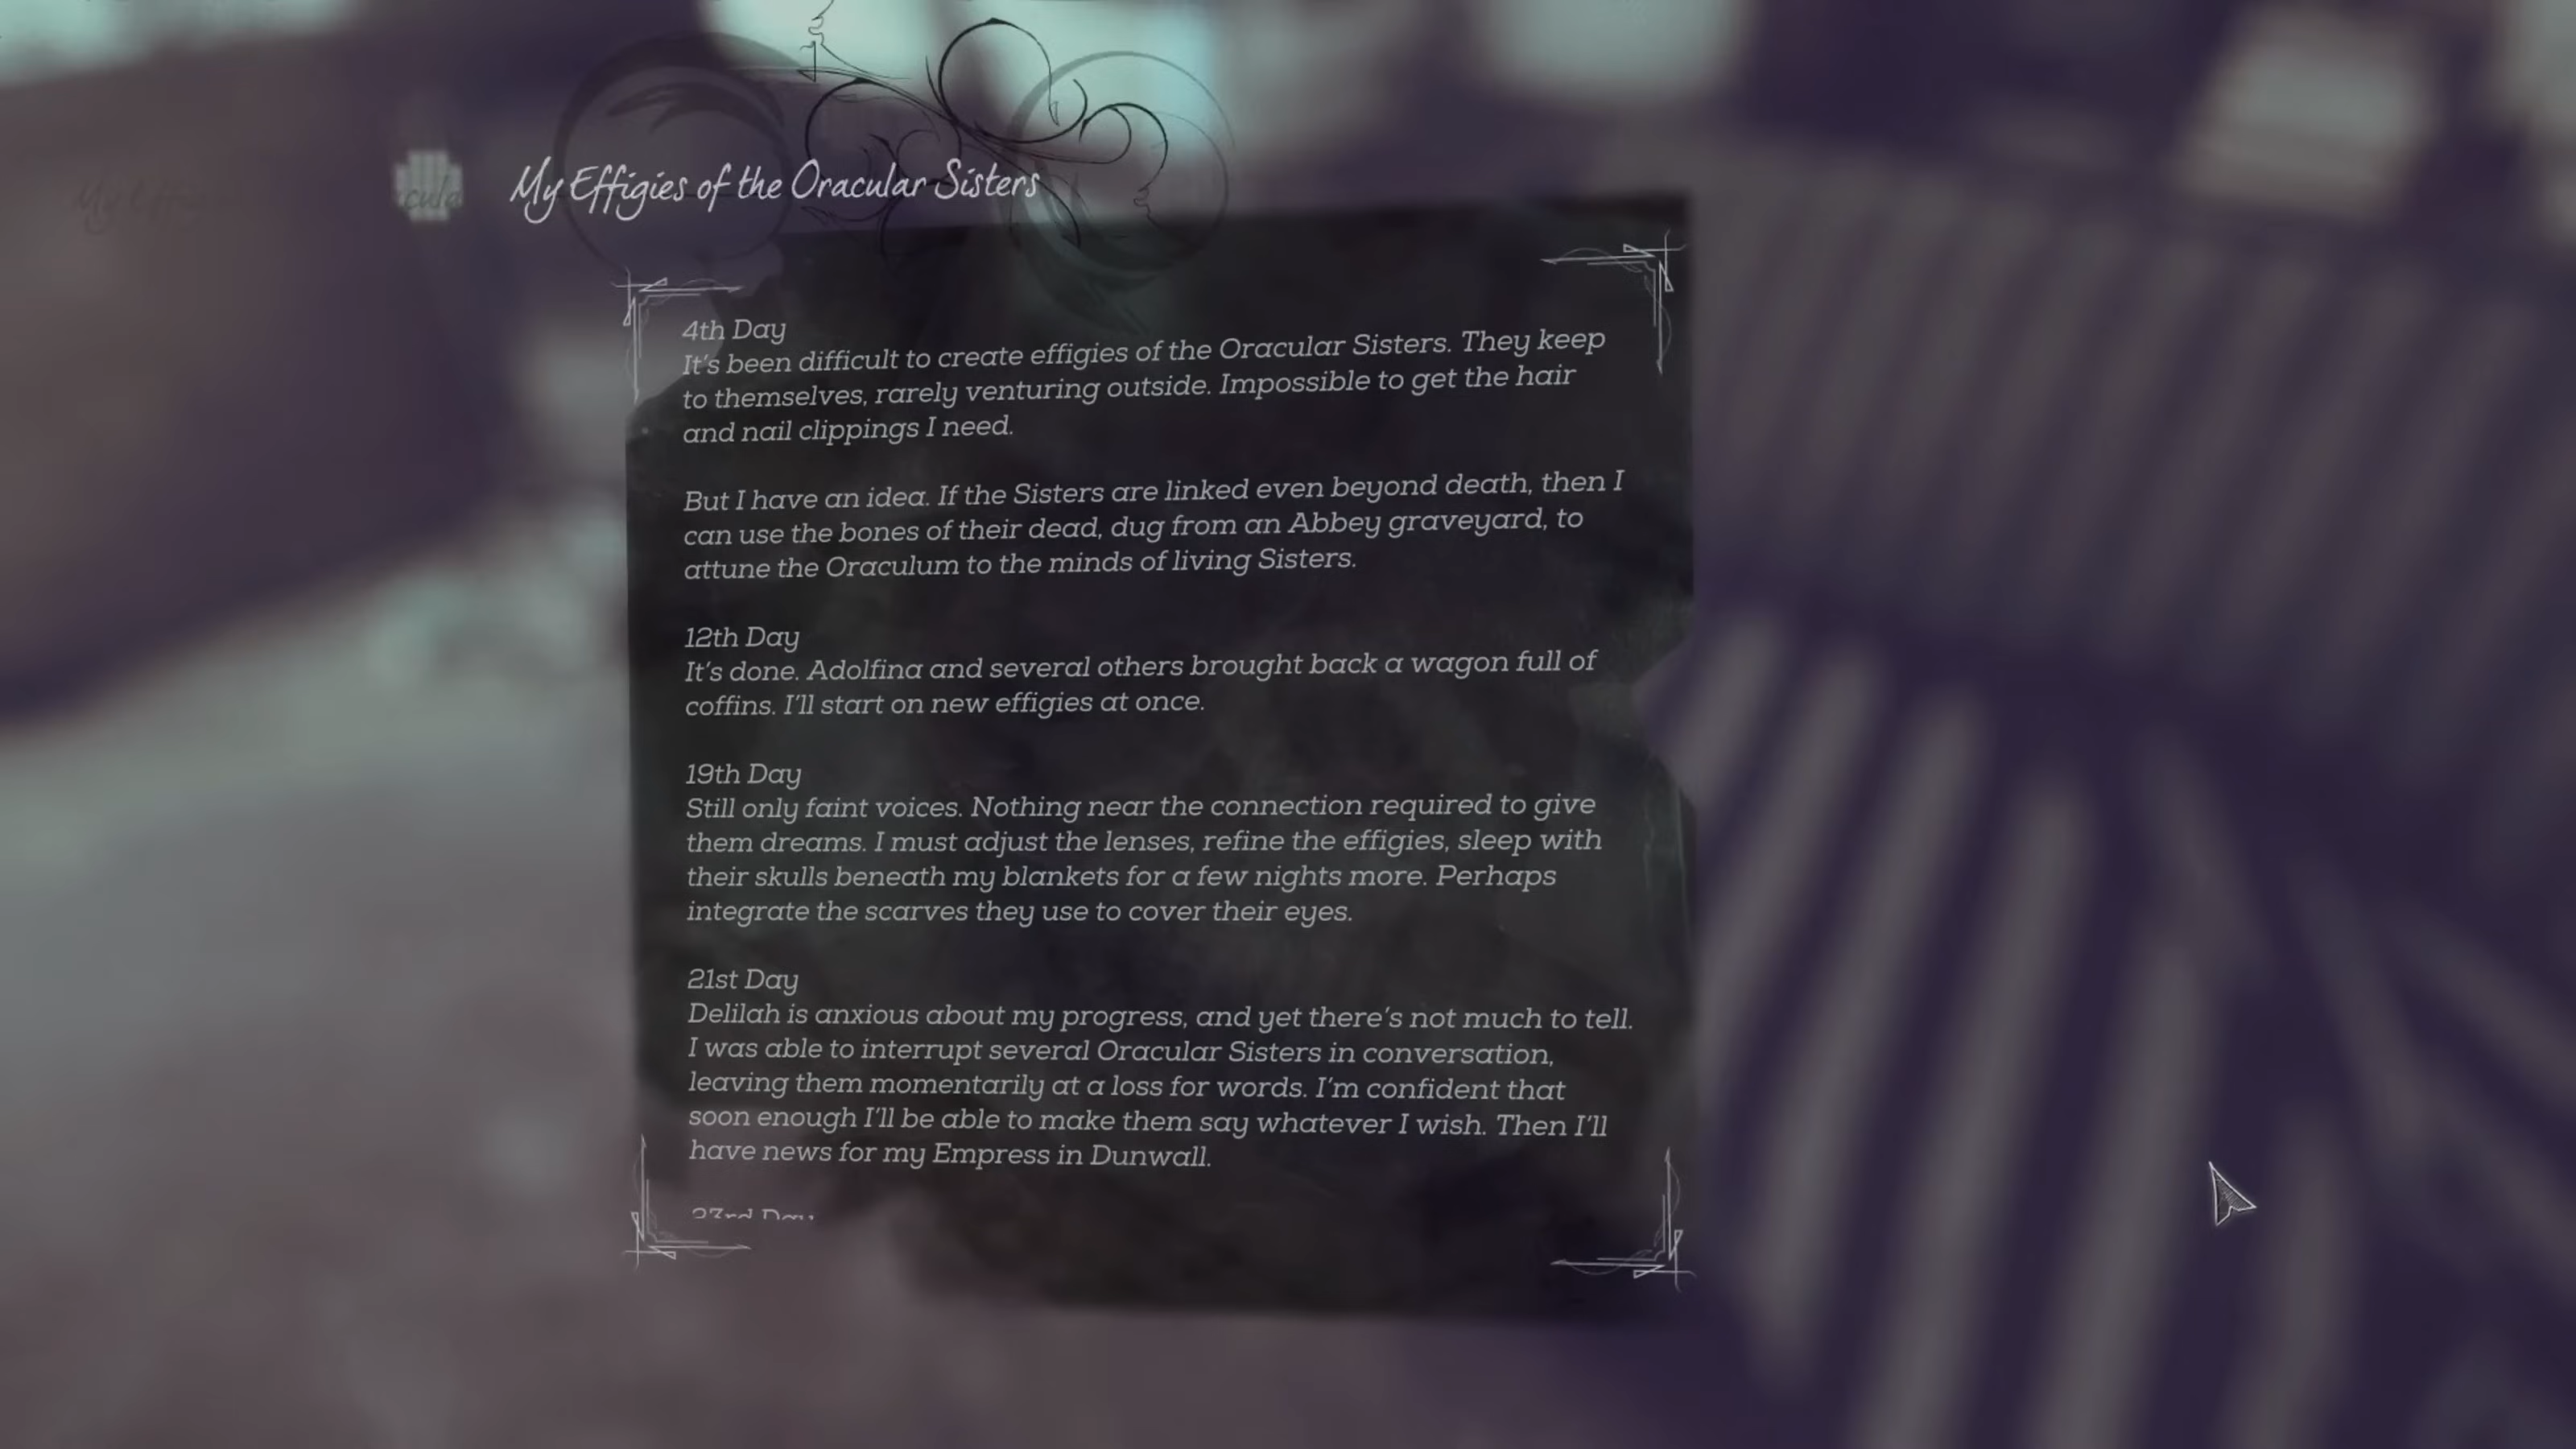 My Effigies of the Oracular Sisters
4th Day
It's been difficult to create effigies of the Oracular Sisters. They keep
to themselves, rarely venturing outside. Impossible to get the hair
and nail clippings I need.
But I have an idea. If the Sisters are linked even beyond death, then I
can use the bones of their dead, dug from an Abbey graveyard, to
attune the Oraculum to the minds of living Sisters.
12th Day
It's done. Adolfina and several others brought back a wagon full of
coffins. I'll start on new effigies at once.
19th Day
Still only faint voices. Nothing near the connection required to give
them dreams. I must adjust the lenses, refine the effigies, sleep with
their skulls beneath my blankets for a few nights more. Perhaps
integrate the scarves they use to cover their eyes.
21st Day
Delilah is anxious about my progress, and yet there's not much to tell.
I was able to interrupt several Oracular Sisters in conversation,
leaving them momentarily at a loss for words. I'm confident that
soon enough I'll be able to make them say whatever I wish. Then I'll
have news for my Empress in Dunwall.
23rd Day